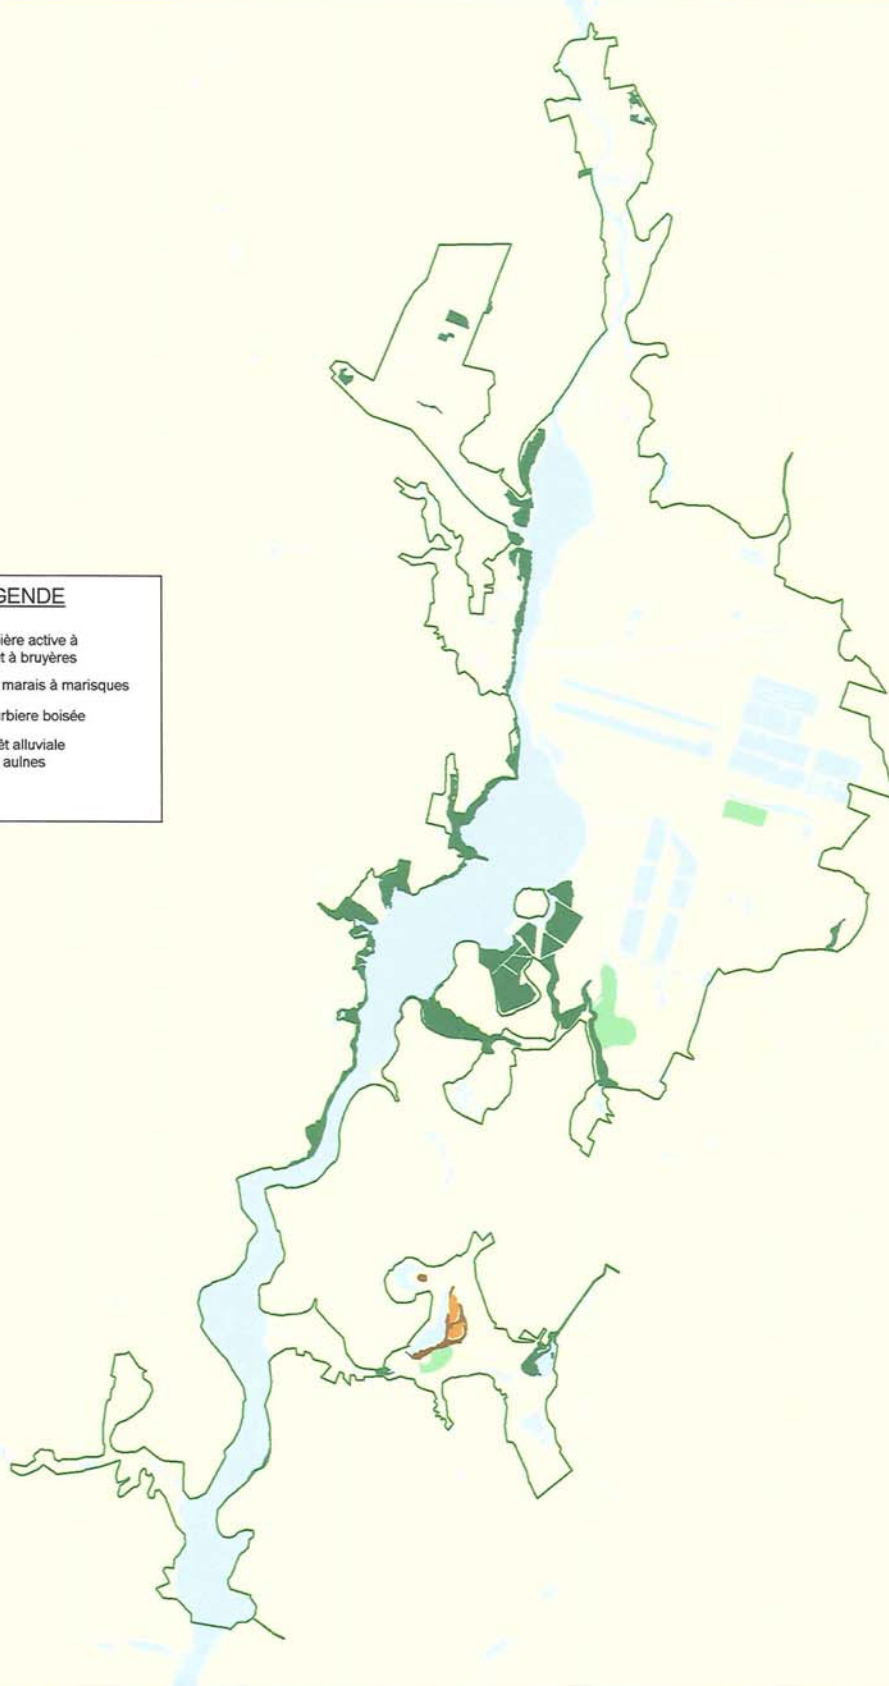 GENDE
ière active à
t à bruyères
marais à marisques
rbiere boisée
êt alluviale
aulnes